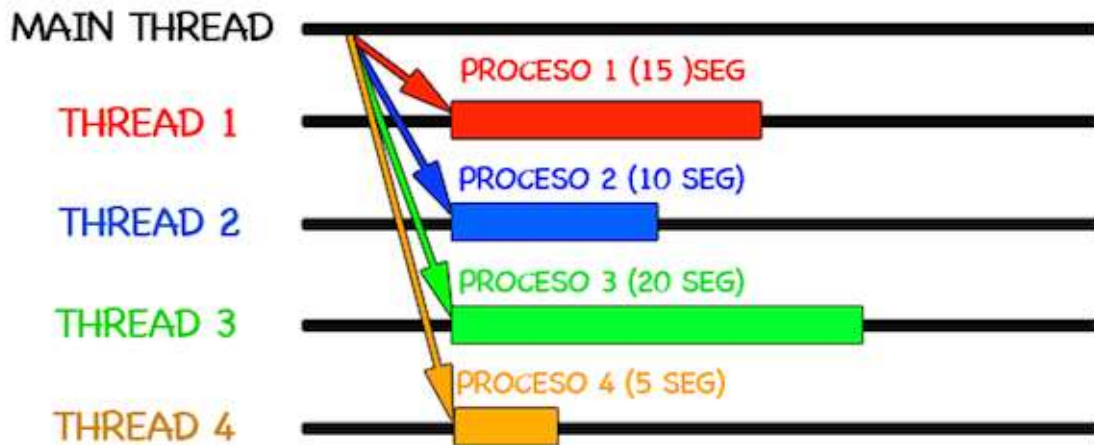 MAIN THREAD
PROCESO 1 (15 )SEG
THREAD 1
PROCESO 2 (10 SEG)
THREAD 2
PROCESO 3 (20 SEG)
THREAD 3
PROCESO 4 (5 SEG)
THREAD 4